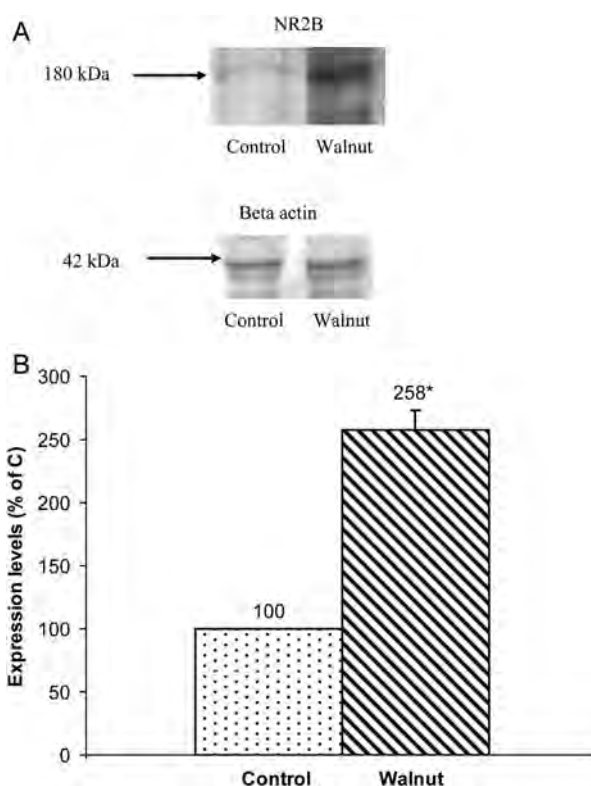 A
NR2B
180 kDa
Control Walnut
Beta actin
42 kDa
Control Walnut
B
Expression levels (% of C)
300
250
200
150
100
50
0
100
258*
Control Walnut